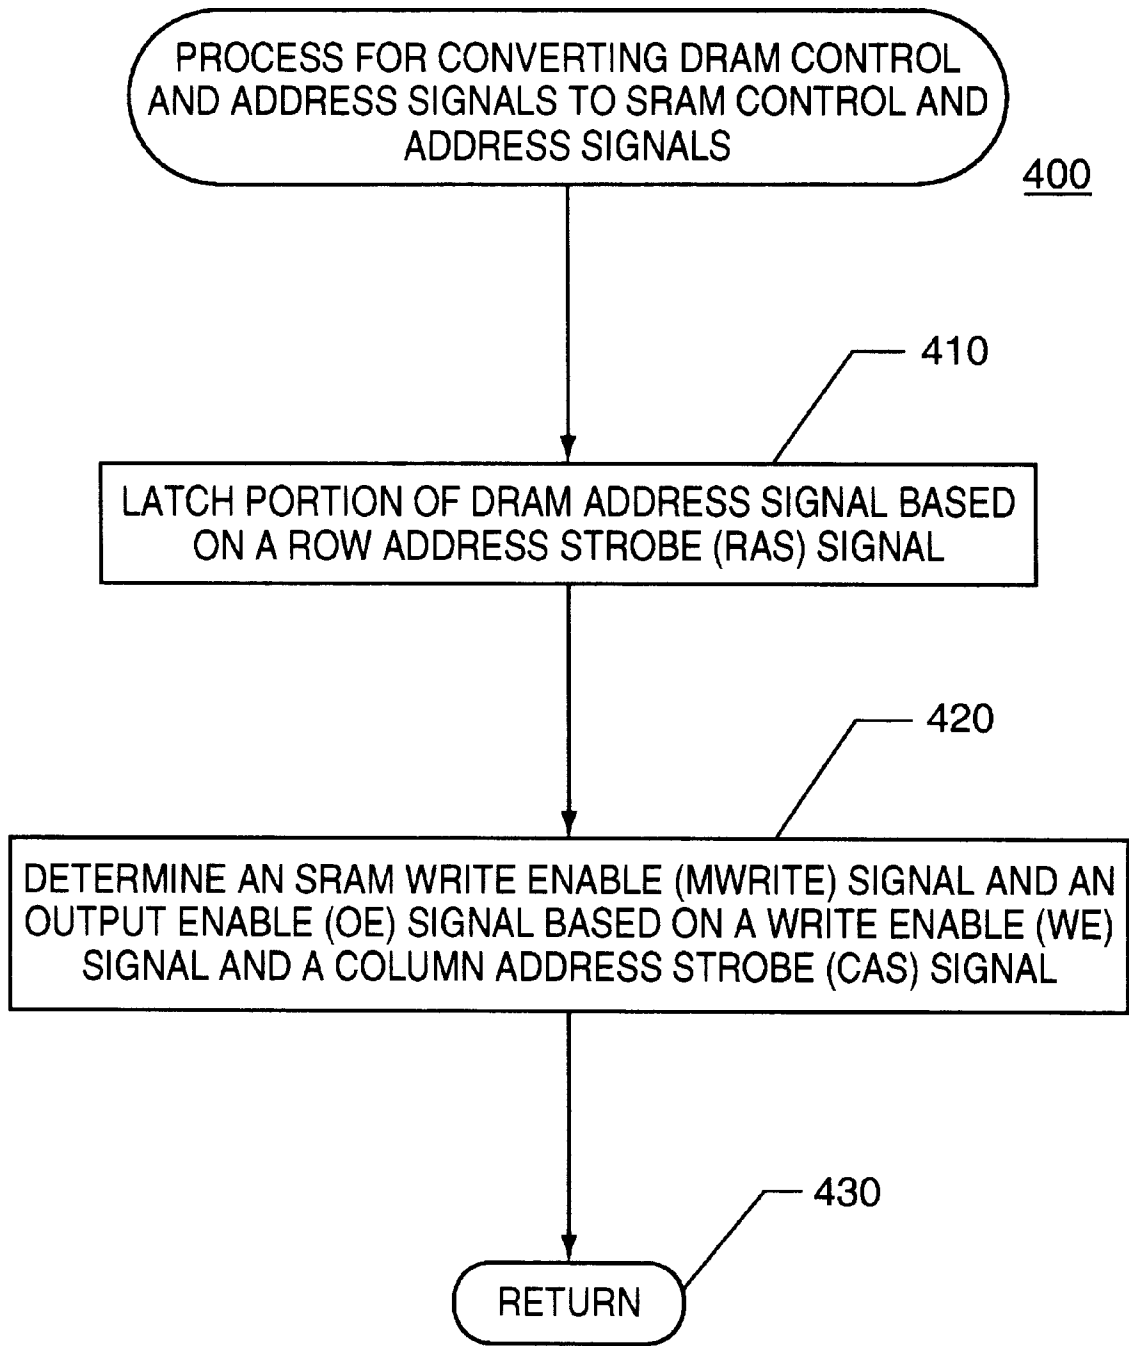 PROCESS FOR CONVERTING DRAM CONTROL
AND ADDRESS SIGNALS TO SRAM CONTROL AND
ADDRESS SIGNALS
400
410
LATCH PORTION OF DRAM ADDRESS SIGNAL BASED
ON A ROW ADDRESS STROBE (RAS) SIGNAL
420
DETERMINE AN SRAM WRITE ENABLE (MWRITE) SIGNAL AND AN
OUTPUT ENABLE (OE) SIGNAL BASED ON A WRITE ENABLE (WE)
SIGNAL AND A COLUMN ADDRESS STROBE (CAS) SIGNAL
430
RETURN